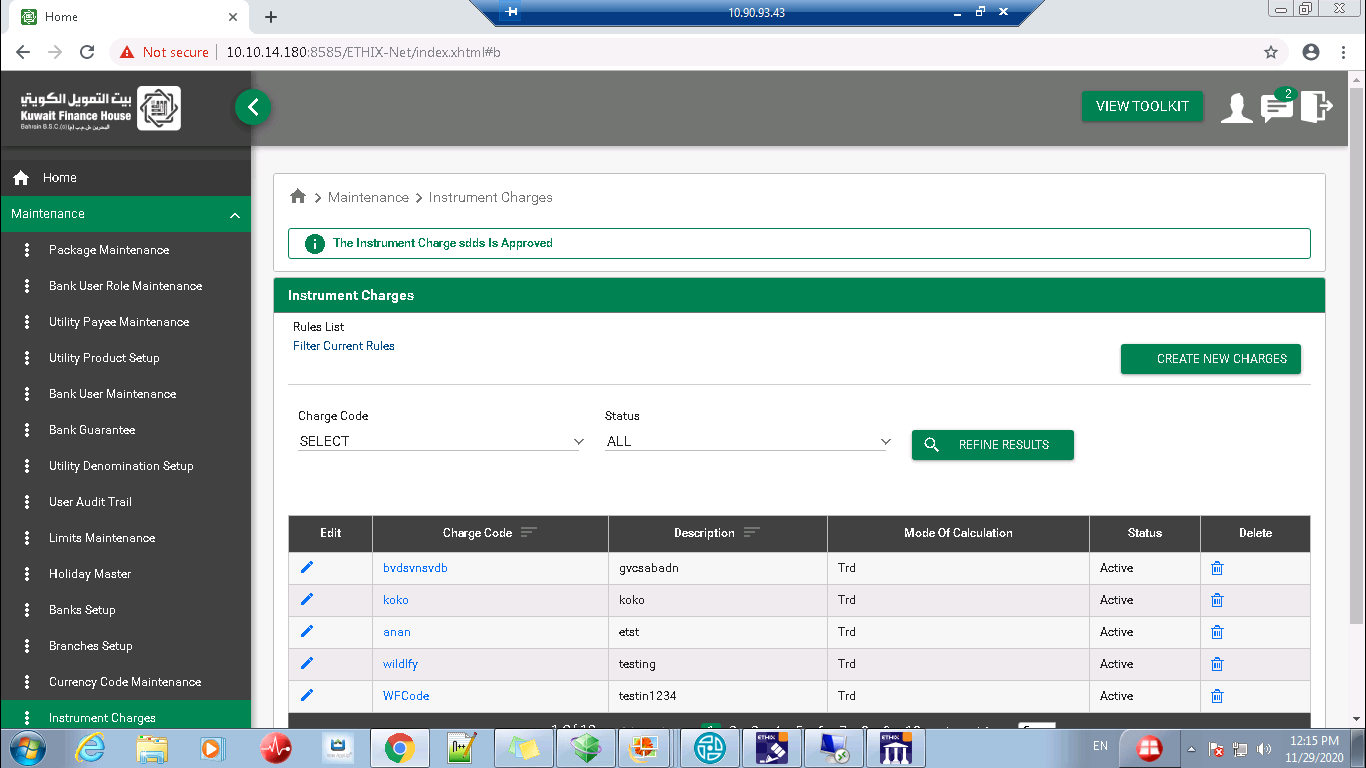 Home
10.90.93.43
Not secure
10.10.14.180:8585/ETHIX-Net/index.xhtml#b
بيت التمويل الكويتي
Kuwait Finance House
VIEW TOOLKIT
2
Home
Maintenance
Package Maintenance
Bank User Role Maintenance
Utility Payee Maintenance
Utility Product Setup
Bank User Maintenance
Bank Guarantee
Utility Denomination Setup
User Audit Trail
Limits Maintenance
Holiday Master
Banks Setup
Branches Setup
Currency Code Maintenance
Instrument Charges
Maintenance
Instrument Charges
The Instrument Charge sdds Is Approved
Instrument Charges
Rules List
Filter Current Rules
CREATE NEW CHARGES
Charge Code
Status
SELECT
ALL
REFINE RESULTS
Edit Charge Code Description Mode Of Calculation Status Delete
bvdsvnsvdb gvcsabadn Trd Active
koko koko Trd Active
anan etst Trd Active
wildlfy testing Trd Active
WFCode testin1234 Trd Active
ETHIX
ETHIX
EN
12:15 PM
11/29/2020